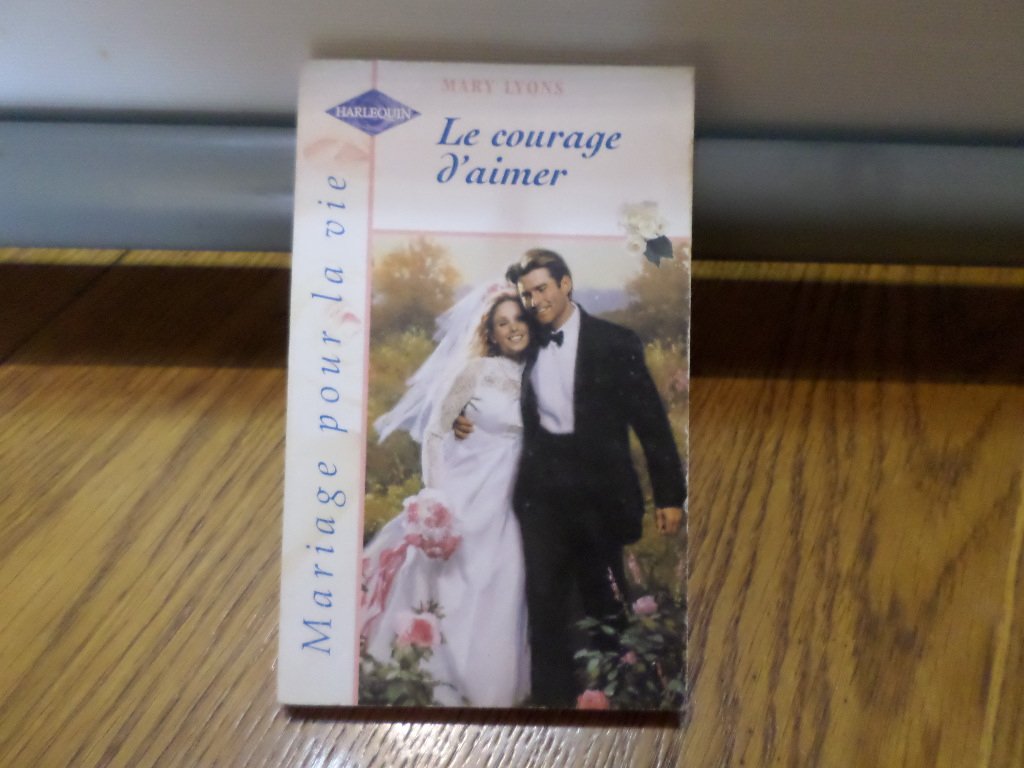 MARY LYONS
HARLEQUIN
Le courage
d'aimer
Mariage pour la vie